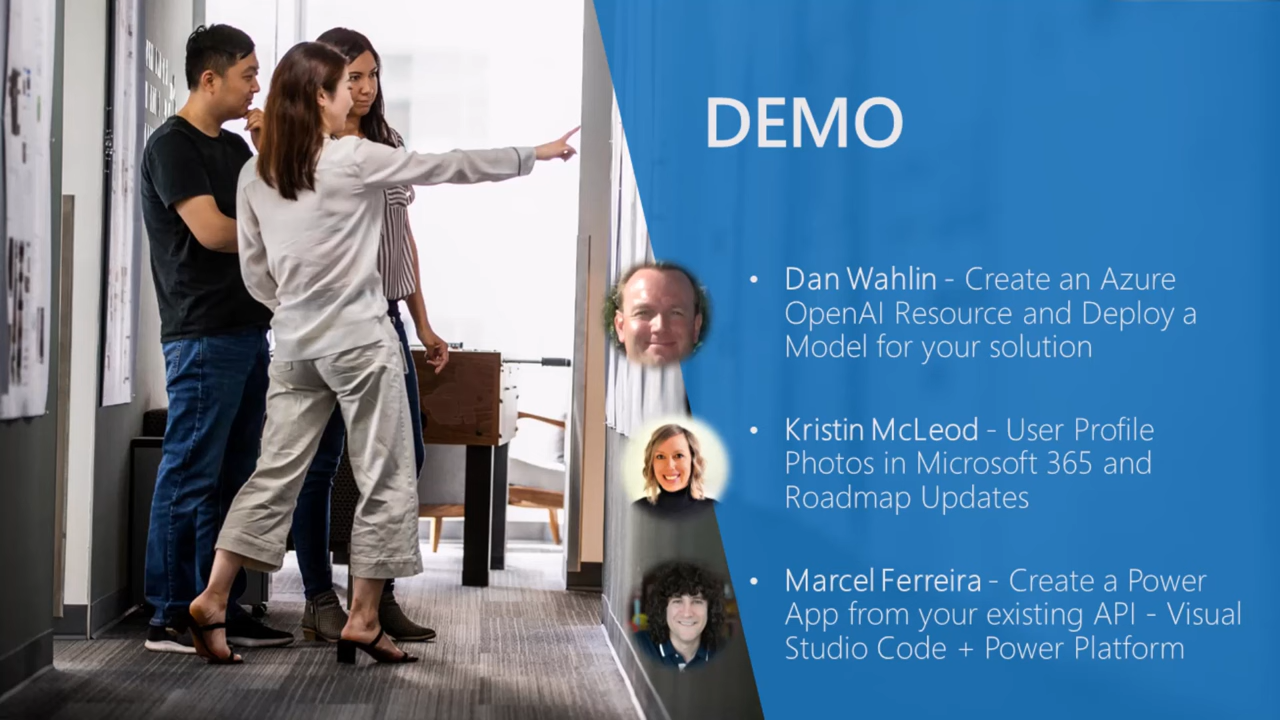 DEMO
• Dan Wahlin - Create an Azure
OpenAI Resource and Deploy a
Model for your solution
• Kristin McLeod - User Profile
Photos in Microsoft 365 and
Roadmap Updates
• Marcel Ferreira - Create a Power
App from your existing API - Visual
Studio Code + Power Platform